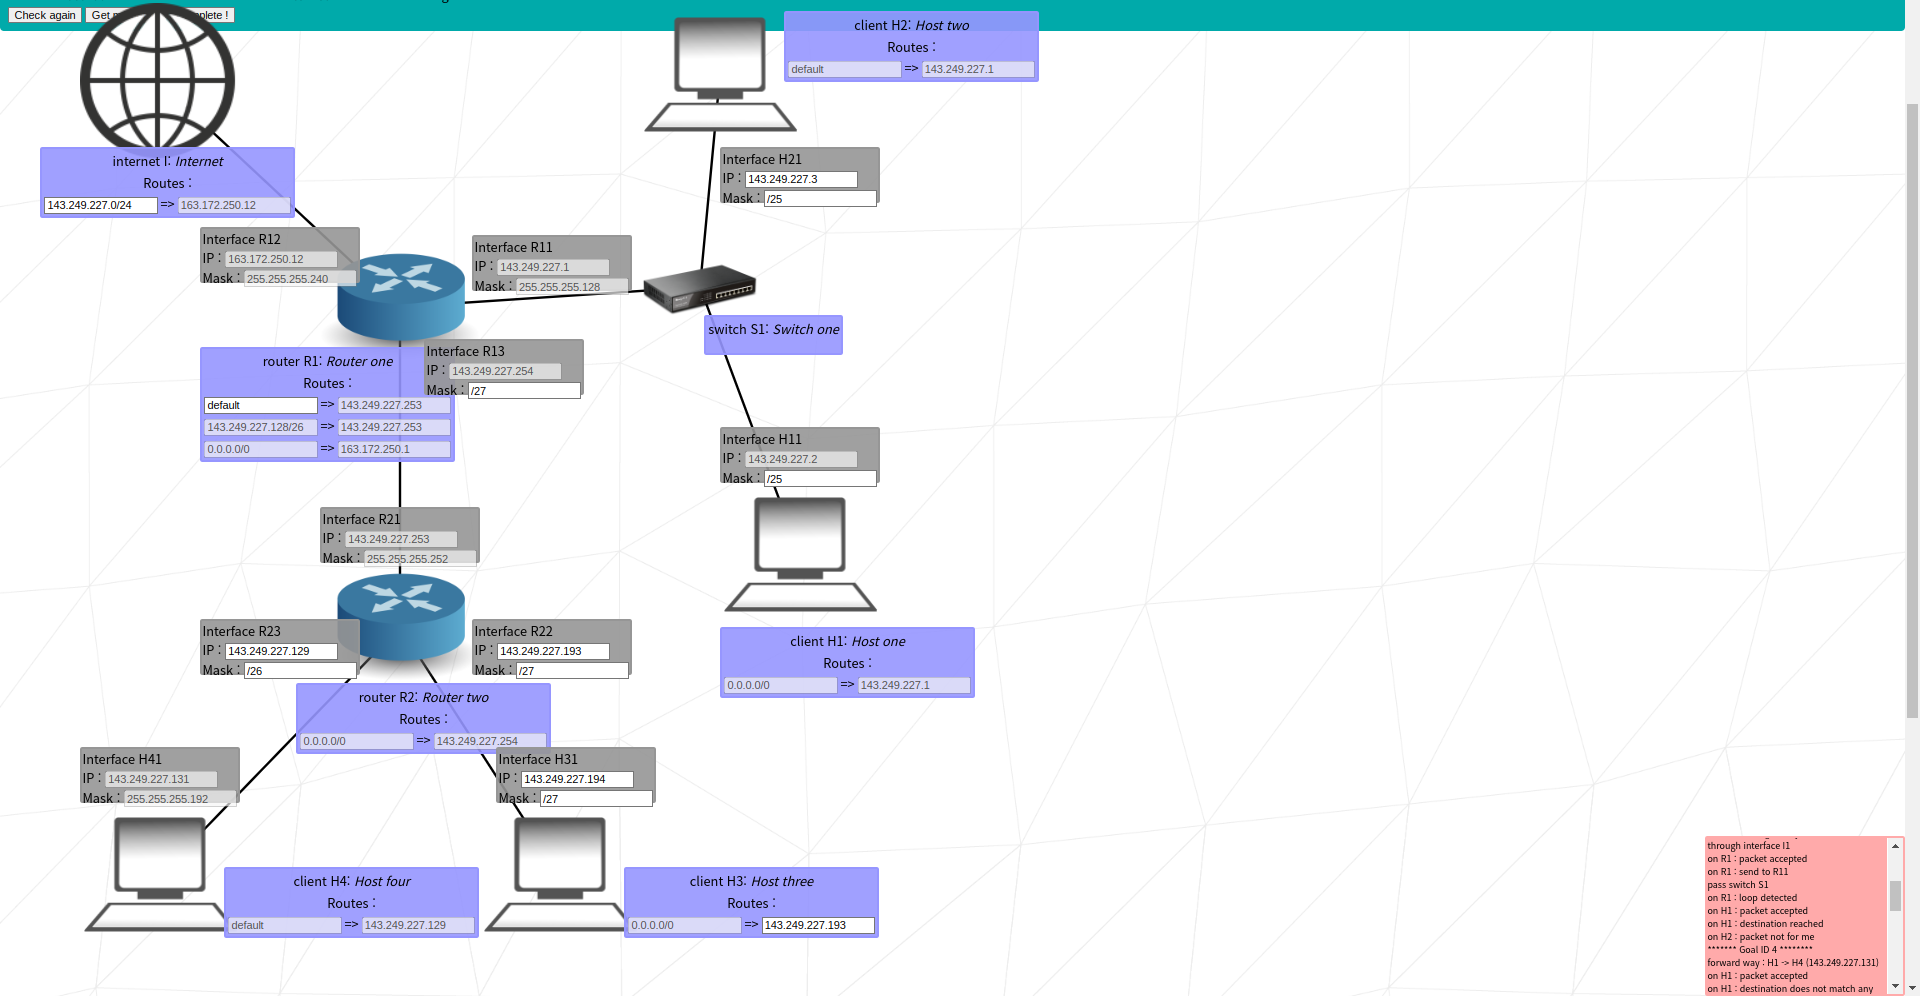 Check again
plete !
internet I: Internet
Routes :
143.249.227.0/24 => 163.172.250.12
client H2: Host two
Routes :
default => 143.249.227.1
Interface H21
IP : 143.249.227.3
Mask : /25
Interface R12
IP : 163.172.250.12
Mask : 255.255.255.240
Interface R11
IP : 143.249.227.1
Mask : 255.255.255.128
switch S1: Switch one
router R1: Router one
Routes :
default => 143.249.227.253
143.249.227.128/26 => 143.249.227.253
0.0.0.0/0 => 163.172.250.1
Interface R13
IP : 143.249.227.254
Mask : /27
Interface H11
IP : 143.249.227.2
Mask : /25
Interface R21
IP : 143.249.227.253
Mask : 255.255.255.252
Interface R23
IP : 143.249.227.129
Mask : /26
Interface R22
IP : 143.249.227.193
Mask : /27
client H1: Host one
Routes :
0.0.0.0/0 => 143.249.227.1
router R2: Router two
Routes :
0.0.0.0/0 => 143.249.227.254
Interface H41
IP : 143.249.227.131
Mask : 255.255.255.192
Interface H31
IP : 143.249.227.194
Mask : /27
client H4: Host four
Routes :
default => 143.249.227.129
client H3: Host three
Routes :
0.0.0.0/0 => 143.249.227.193
through interface I1
on R1 : packet accepted
on R1 : send to R11
pass switch S1
on R1 : loop detected
on H1 : packet accepted
on H1 : destination reached
on H2 : packet not for me
******* Goal ID 4 ********
forward way : H1 -> H4 (143.249.227.131)
on H1 : packet accepted
on H1 : destination does not match any